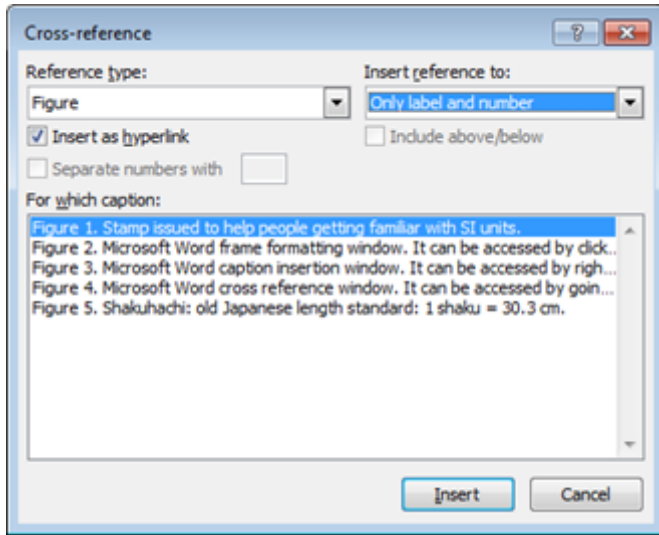 Cross-reference
Reference type:
Insert reference to:
Figure
Only label and number
Insert as hyperlink
Include above/below
Separate numbers with
For which caption:
Figure 1. Stamp issued to help people getting familiar with SI units.
Figure 2. Microsoft Word frame formatting window. It can be accessed by click...
Figure 3. Microsoft Word caption insertion window. It can be accessed by righ...
Figure 4. Microsoft Word cross reference window. It can be accessed by goin...
Figure 5. Shakuhachi: old Japanese length standard: 1 shaku = 30.3 cm.
Insert
Cancel